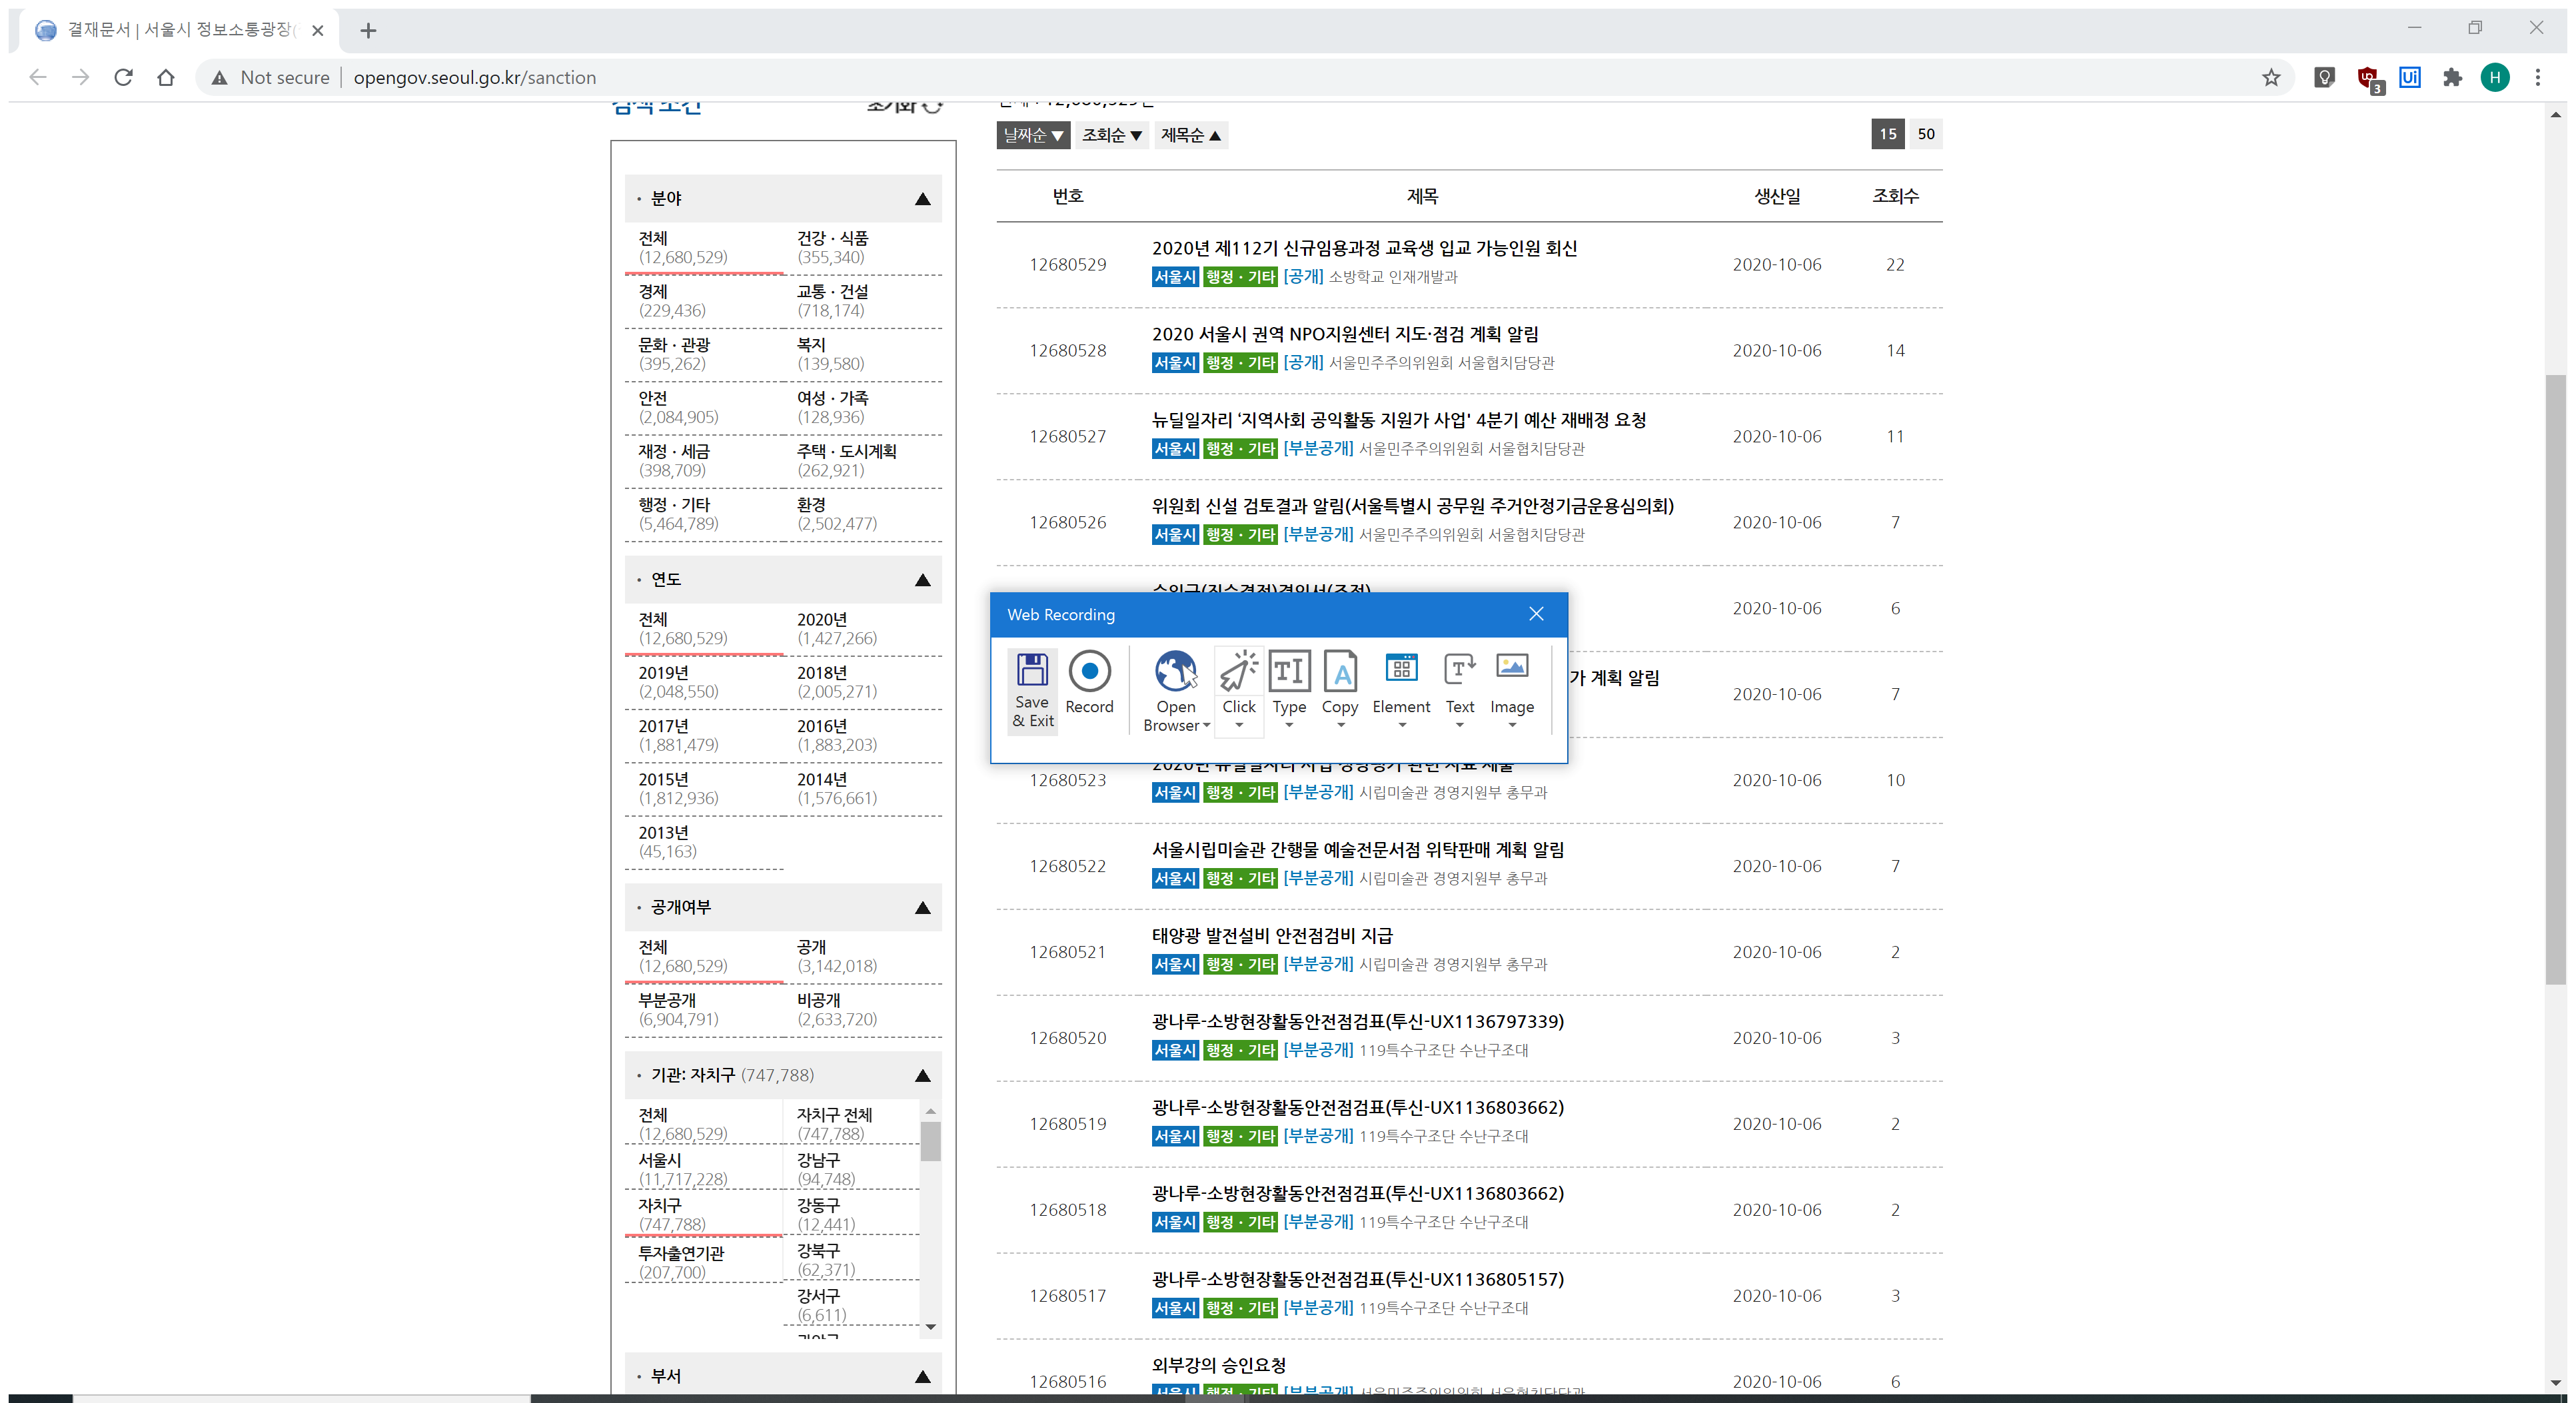 결재문서 | 서울시 정보소통광장(
Not secure
opengov.seoul.go.kr/sanction
3
Ui
H
검색 조건
초기화
날짜순 ▼
조회순 ▼
제목순 ▲
15
50
· 분야
전체
(12,680,529)
건강 · 식품
(355,340)
경제
(229,436)
교통 · 건설
(718,174)
문화 · 관광
(395,262)
복지
(139,580)
안전
(2,084,905)
여성 · 가족
(128,936)
재정 · 세금
(398,709)
주택 · 도시계획
(262,921)
행정 · 기타
(5,464,789)
환경
(2,502,477)
· 연도
전체
(12,680,529)
2020년
(1,427,266)
2019년
(2,048,550)
2018년
(2,005,271)
2017년
(1,881,479)
2016년
(1,883,203)
2015년
(1,812,936)
2014년
(1,576,661)
2013년
(45,163)
· 공개여부
전체
(12,680,529)
공개
(3,142,018)
부분공개
(6,904,791)
비공개
(2,633,720)
· 기관: 자치구 (747,788)
전체
(12,680,529)
서울시
(11,717,228)
자치구
(747,788)
투자출연기관
(207,700)
자치구 전체
(747,788)
강남구
(94,748)
강동구
(12,441)
강북구
(62,371)
강서구
(6,611)
· 부서
번호 제목 생산일 조회수
12680529 2020년 제112기 신규임용과정 교육생 입교 가능인원 회신 2020-10-06 22
서울시 행정 · 기타 [공개] 소방학교 인재개발과
12680528 2020 서울시 권역 NPO지원센터 지도·점검 계획 알림 2020-10-06 14
서울시 행정 · 기타 [공개] 서울민주주의위원회 서울협치담당관
12680527 뉴딜일자리 ‘지역사회 공익활동 지원가 사업' 4분기 예산 재배정 요청 2020-10-06 11
서울시 행정 · 기타 [부분공개] 서울민주주의위원회 서울협치담당관
12680526 위원회 신설 검토결과 알림(서울특별시 공무원 주거안정기금운용심의회) 2020-10-06 7
서울시 행정 · 기타 [부분공개] 서울민주주의위원회 서울협치담당관
2020-10-06 6
가 계획 알림 2020-10-06 7
Web Recording
Save
& Exit
Record
Open
Browser
Click
Type
Copy
Element
Text
Image
12680523 2020-10-06 10
서울시 행정 · 기타 [부분공개] 시립미술관 경영지원부 총무과
12680522 서울시립미술관 간행물 예술전문서점 위탁판매 계획 알림 2020-10-06 7
서울시 행정 · 기타 [부분공개] 시립미술관 경영지원부 총무과
12680521 태양광 발전설비 안전점검비 지급 2020-10-06 2
서울시 행정 · 기타 [부분공개] 시립미술관 경영지원부 총무과
12680520 광나루-소방현장활동안전점검표(투신-UX1136797339) 2020-10-06 3
서울시 행정 · 기타 [부분공개] 119특수구조단 수난구조대
12680519 광나루-소방현장활동안전점검표(투신-UX1136803662) 2020-10-06 2
서울시 행정 · 기타 [부분공개] 119특수구조단 수난구조대
12680518 광나루-소방현장활동안전점검표(투신-UX1136803662) 2020-10-06 2
서울시 행정 · 기타 [부분공개] 119특수구조단 수난구조대
12680517 광나루-소방현장활동안전점검표(투신-UX1136805157) 2020-10-06 3
서울시 행정 · 기타 [부분공개] 119특수구조단 수난구조대
12680516 외부강의 승인요청 2020-10-06 6
서울시 행정 · 기타 [부분공개] 서울민주주의위원회 서울협치담당관